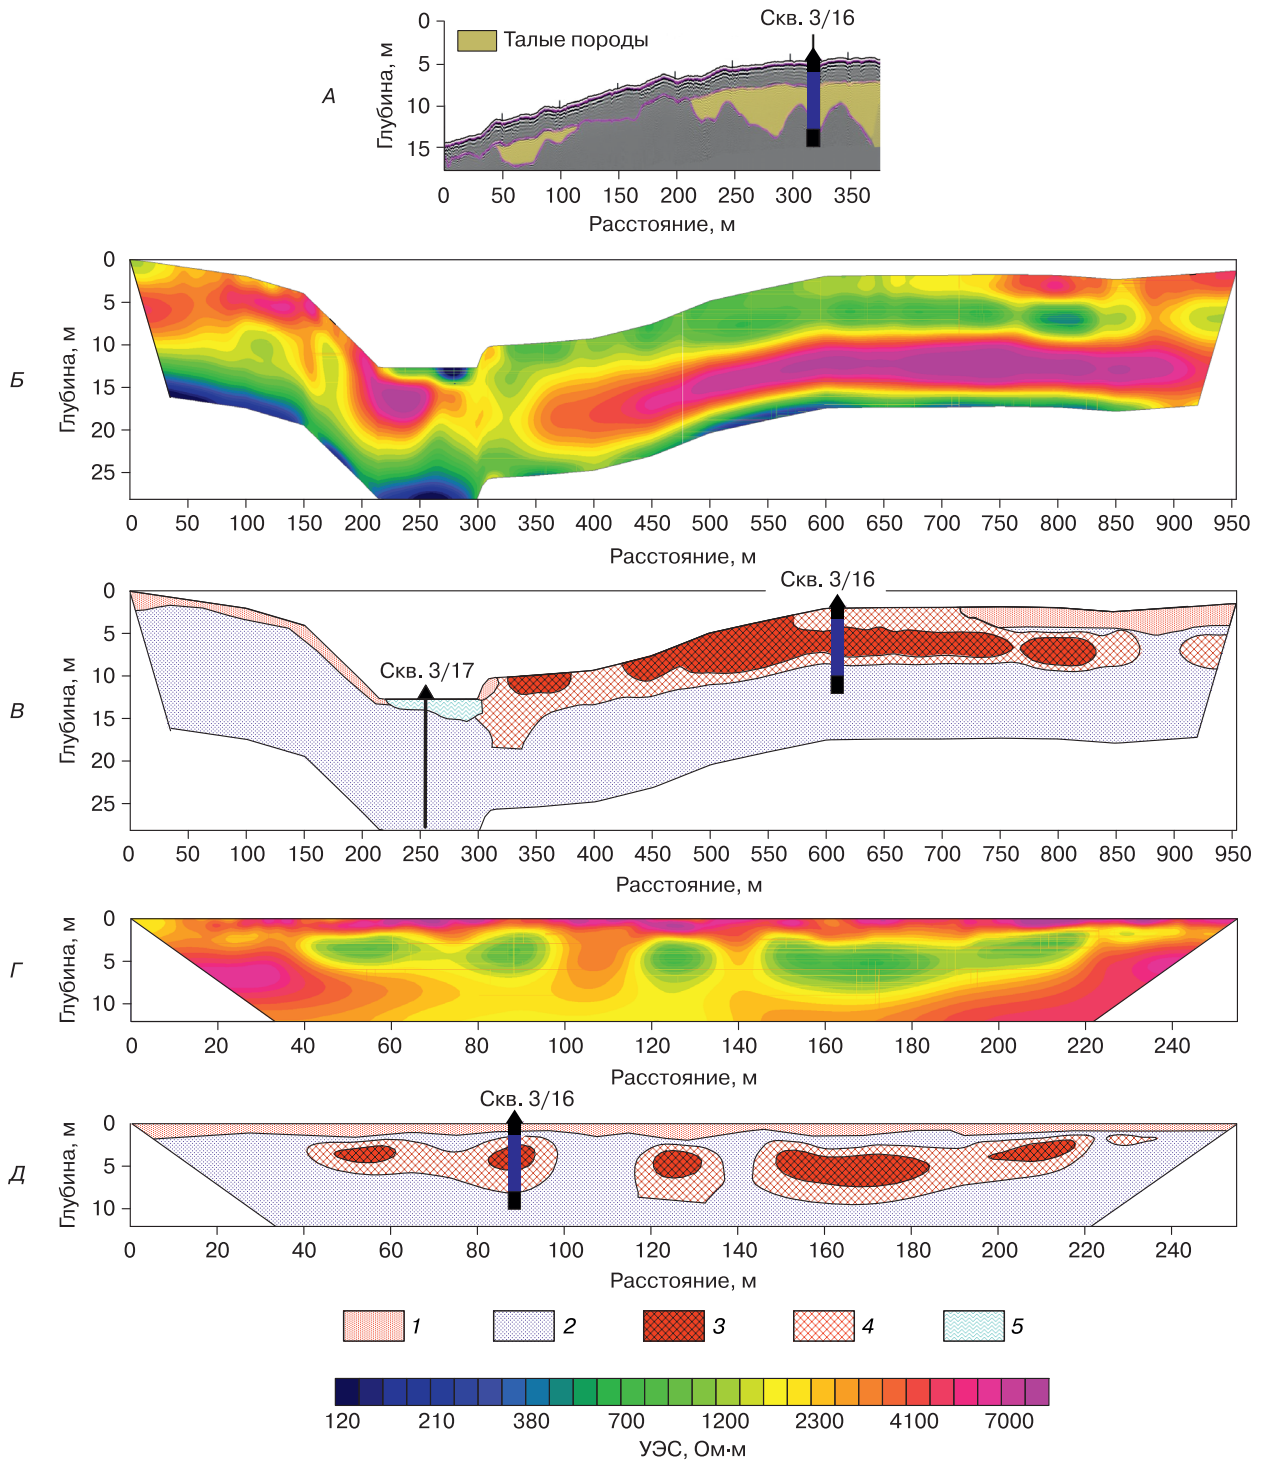 Скв. 3/16
Талые породы
А
Глубина, м
0
5
10
15
0 50 100 150 200 250 300 350
Расстояние, м
Б
Глубина, м
0
5
10
15
20
25
0 50 100 150 200 250 300 350 400 450 500 550 600 650 700 750 800 850 900 950
Расстояние, м
В
Глубина, м
Скв. 3/16
Скв. 3/17
0
5
10
15
20
25
0 50 100 150 200 250 300 350 400 450 500 550 600 650 700 750 800 850 900 950
Расстояние, м
Г
Глубина, м
0
5
10
0 20 40 60 80 100 120 140 160 180 200 220 240
Расстояние, м
Скв. 3/16
Д
Глубина, м
0
5
10
0 20 40 60 80 100 120 140 160 180 200 220 240
Расстояние, м
1 2 3 4 5
120 210 380 700 1200 2300 4100 7000
УЭС, Ом·м